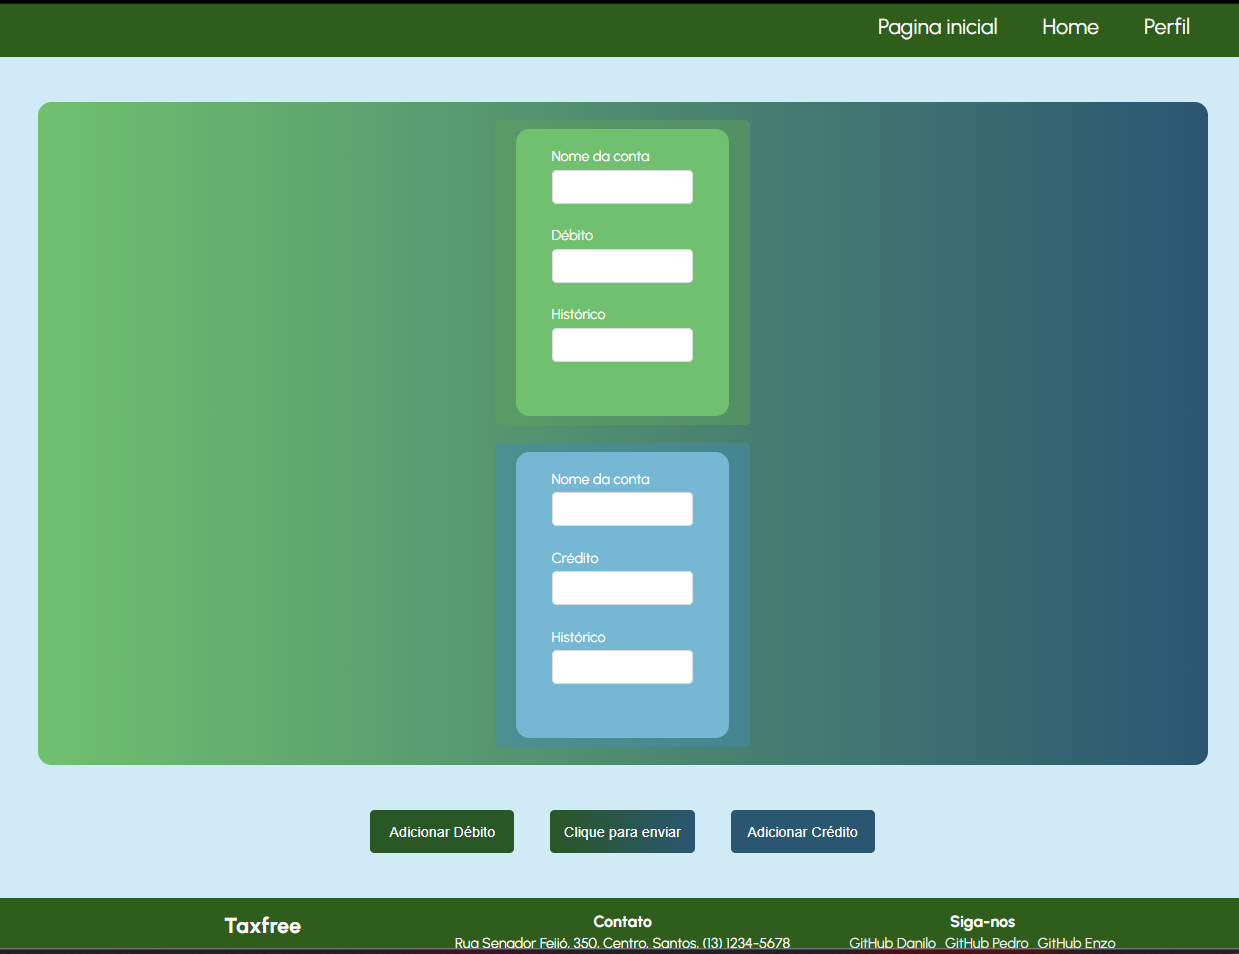 Pagina inicial Home Perfil
Nome da conta
Débito
Histórico
Nome da conta
Crédito
Histórico
Adicionar Débito Clique para enviar Adicionar Crédito
Taxfree Contato Siga-nos
Rua Senador Feijó, 350, Centro, Santos, (13) 1234-5678 GitHub Danilo GitHub Pedro GitHub Enzo